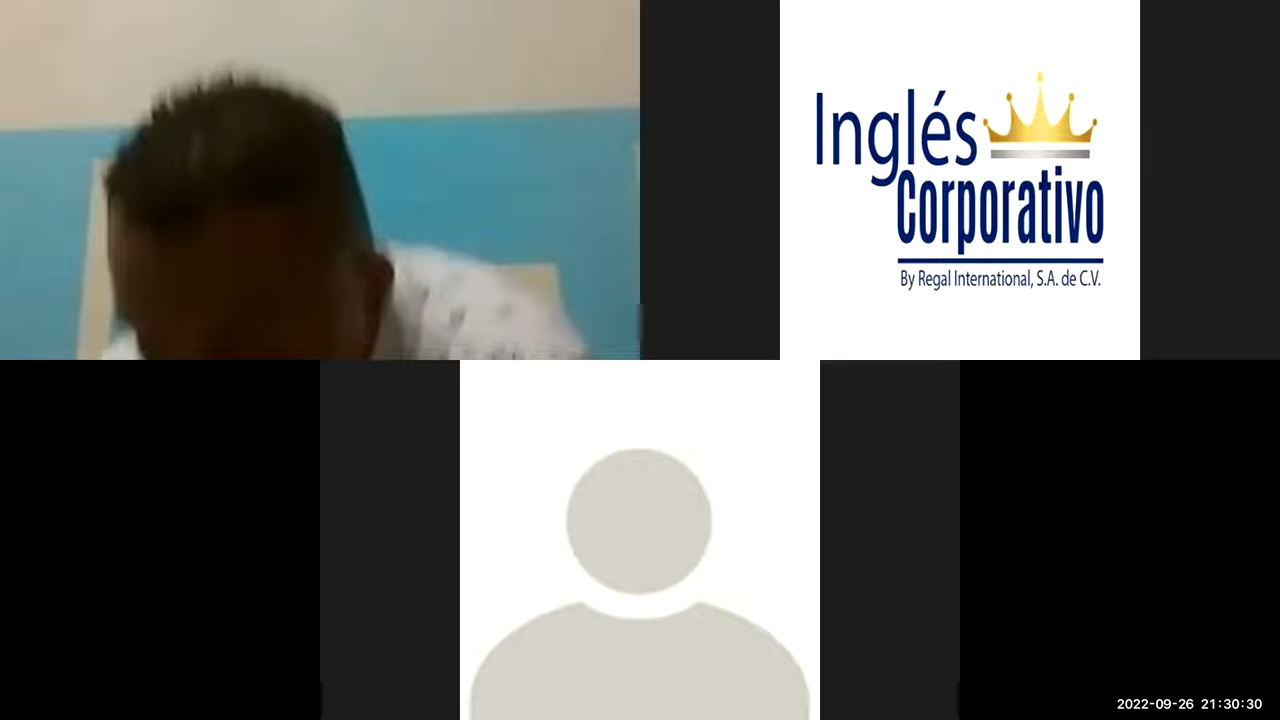 Inglés
Corporativo
By Regal International, S.A. de C.V.
2022-09-26 21:30:30